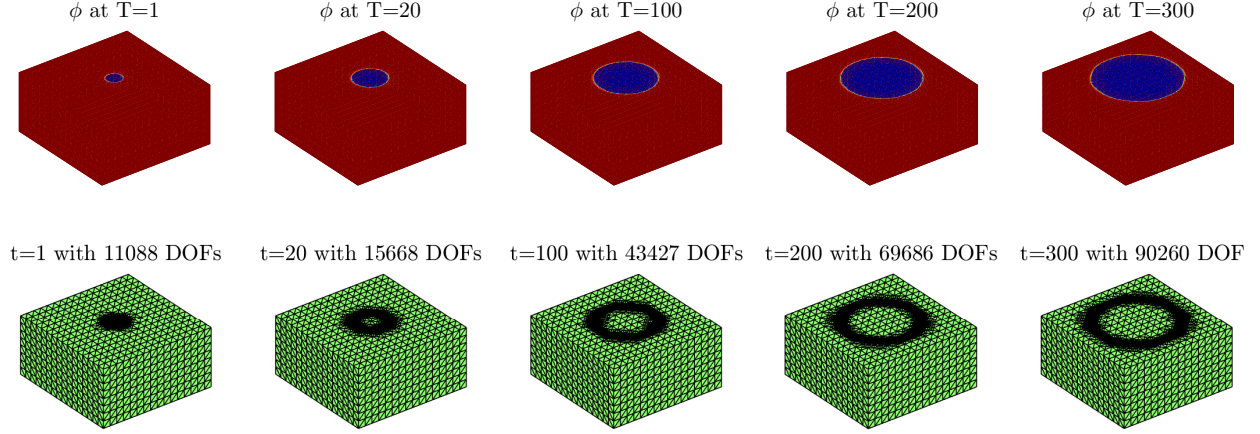 ϕ at T=1
ϕ at T=20
ϕ at T=100
ϕ at T=200
ϕ at T=300
t=1 with 11088 DOFs
t=20 with 15668 DOFs
t=100 with 43427 DOFs
t=200 with 69686 DOFs
t=300 with 90260 DOF